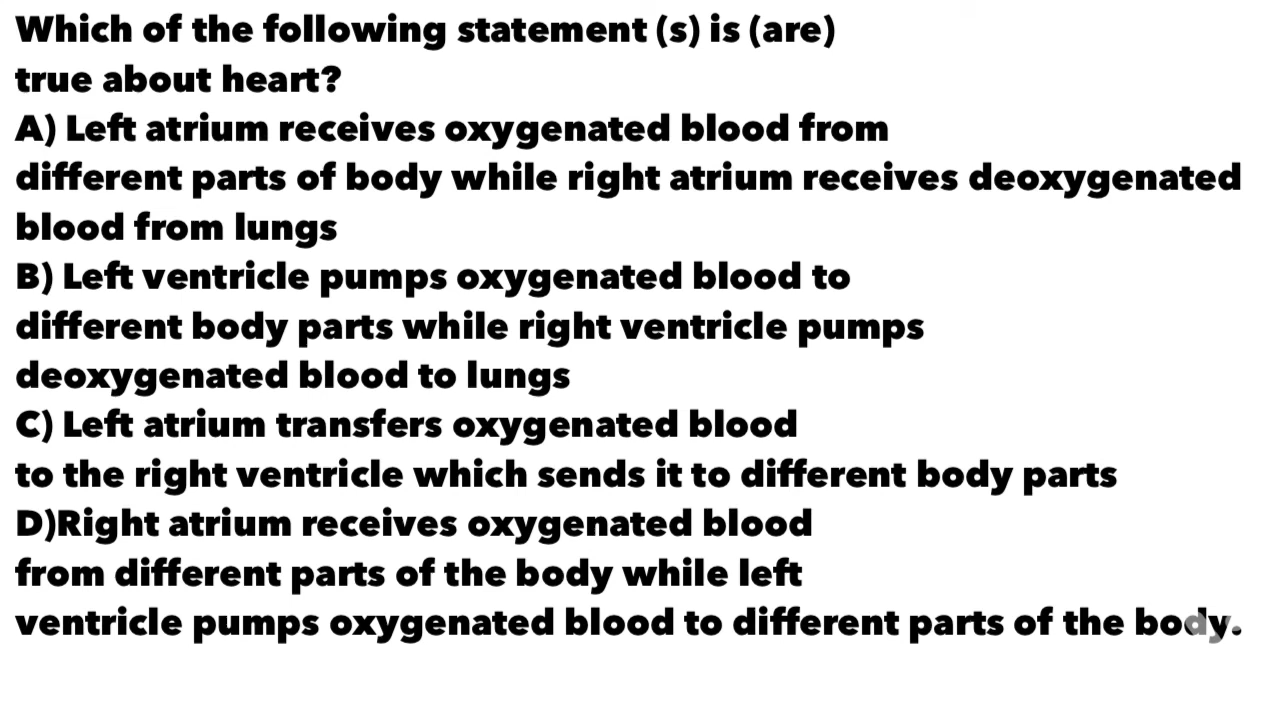 Which of the following statement (s) is (are)
true about heart?
A) Left atrium receives oxygenated blood from
different parts of body while right atrium receives deoxygenated
blood from lungs
B) Left ventricle pumps oxygenated blood to
different body parts while right ventricle pumps
deoxygenated blood to lungs
C) Left atrium transfers oxygenated blood
to the right ventricle which sends it to different body parts
D)Right atrium receives oxygenated blood
from different parts of the body while left
ventricle pumps oxygenated blood to different parts of the body.